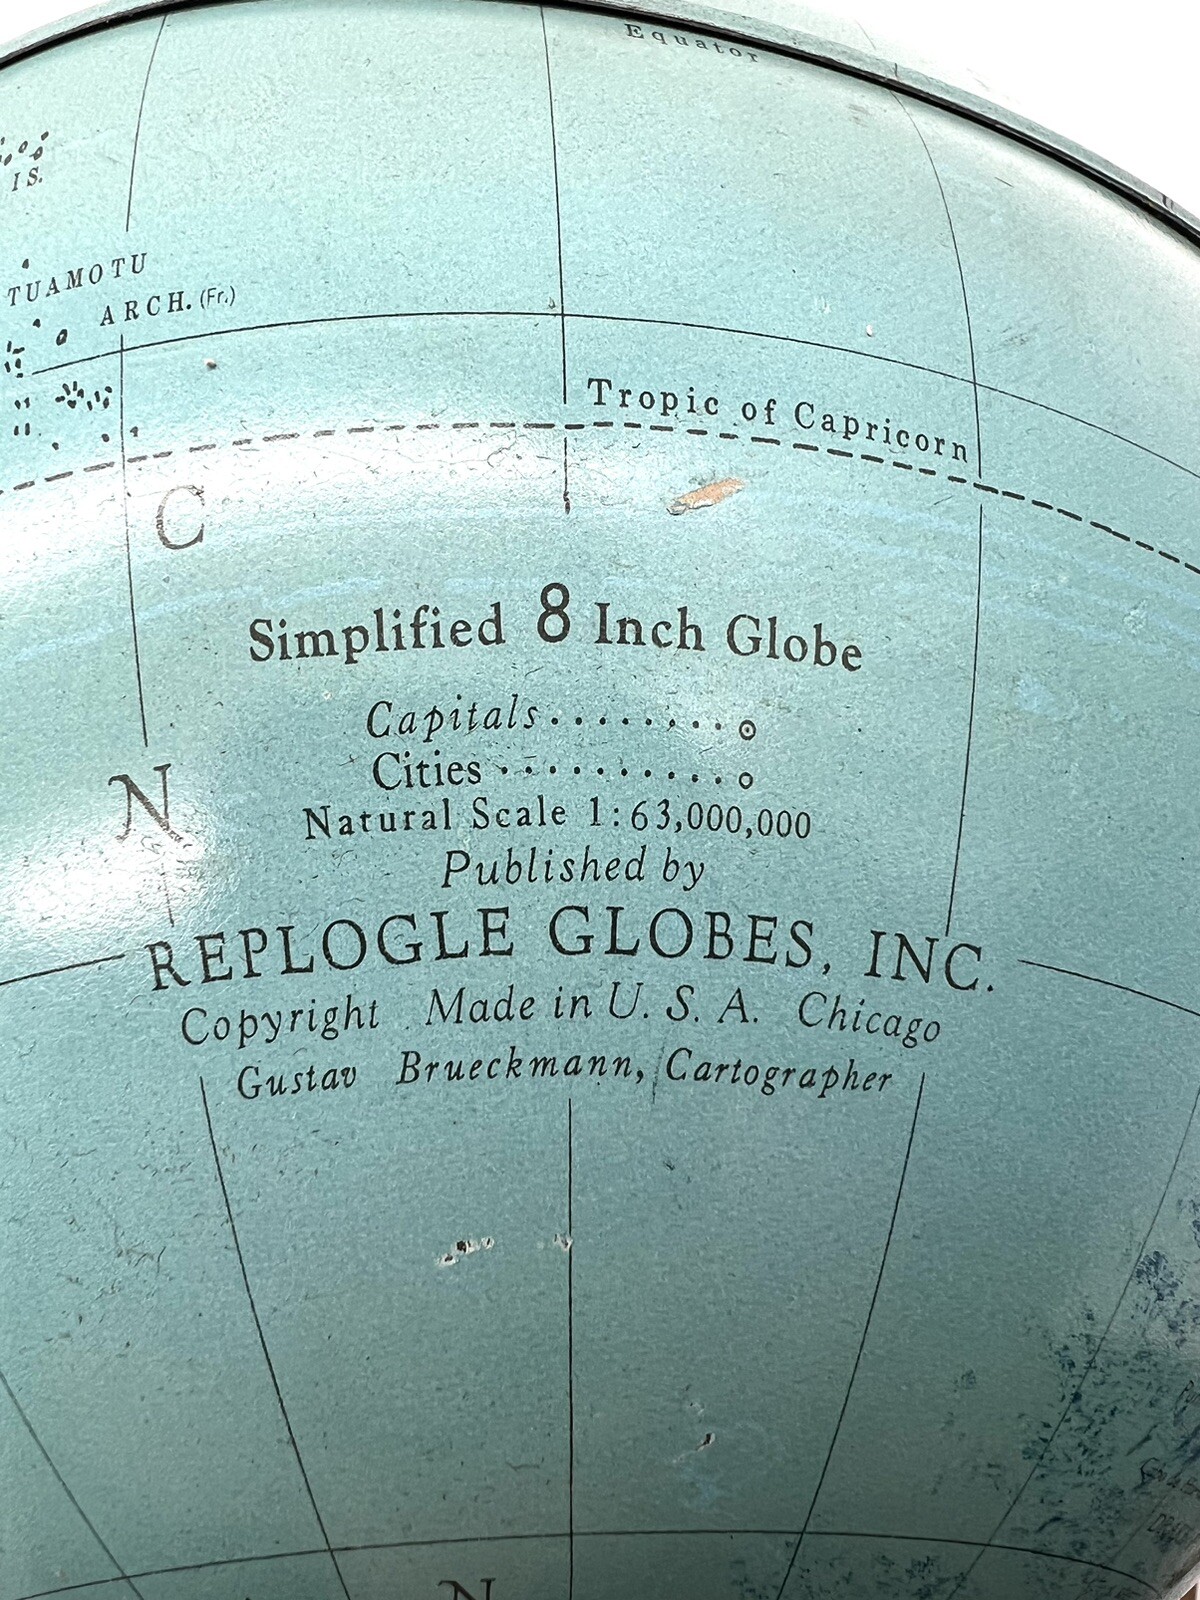 Equator
IS.
TUAMOTU
ARCH. (Fr.)
Tropic of Capricorn
C
Simplified 8 Inch Globe
Capitals........⊙
Cities...........○
N
Natural Scale 1:63,000,000
Published by
REPLOGLE GLOBES, INC.
Copyright Made in U. S. A. Chicago
Gustav Brueckmann, Cartographer
N